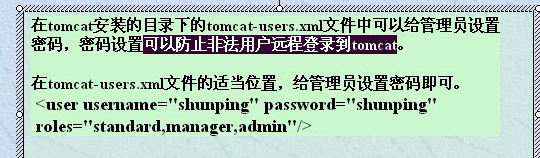 在tomcat安装的目录下的tomcat-users.xml文件中可以给管理员设置
密码，密码设置可以防止非法用户远程登录到tomcat。
在tomcat-users.xml文件的适当位置，给管理员设置密码即可。
<user username="shunping" password="shunping"
roles="standard,manager,admin"/>